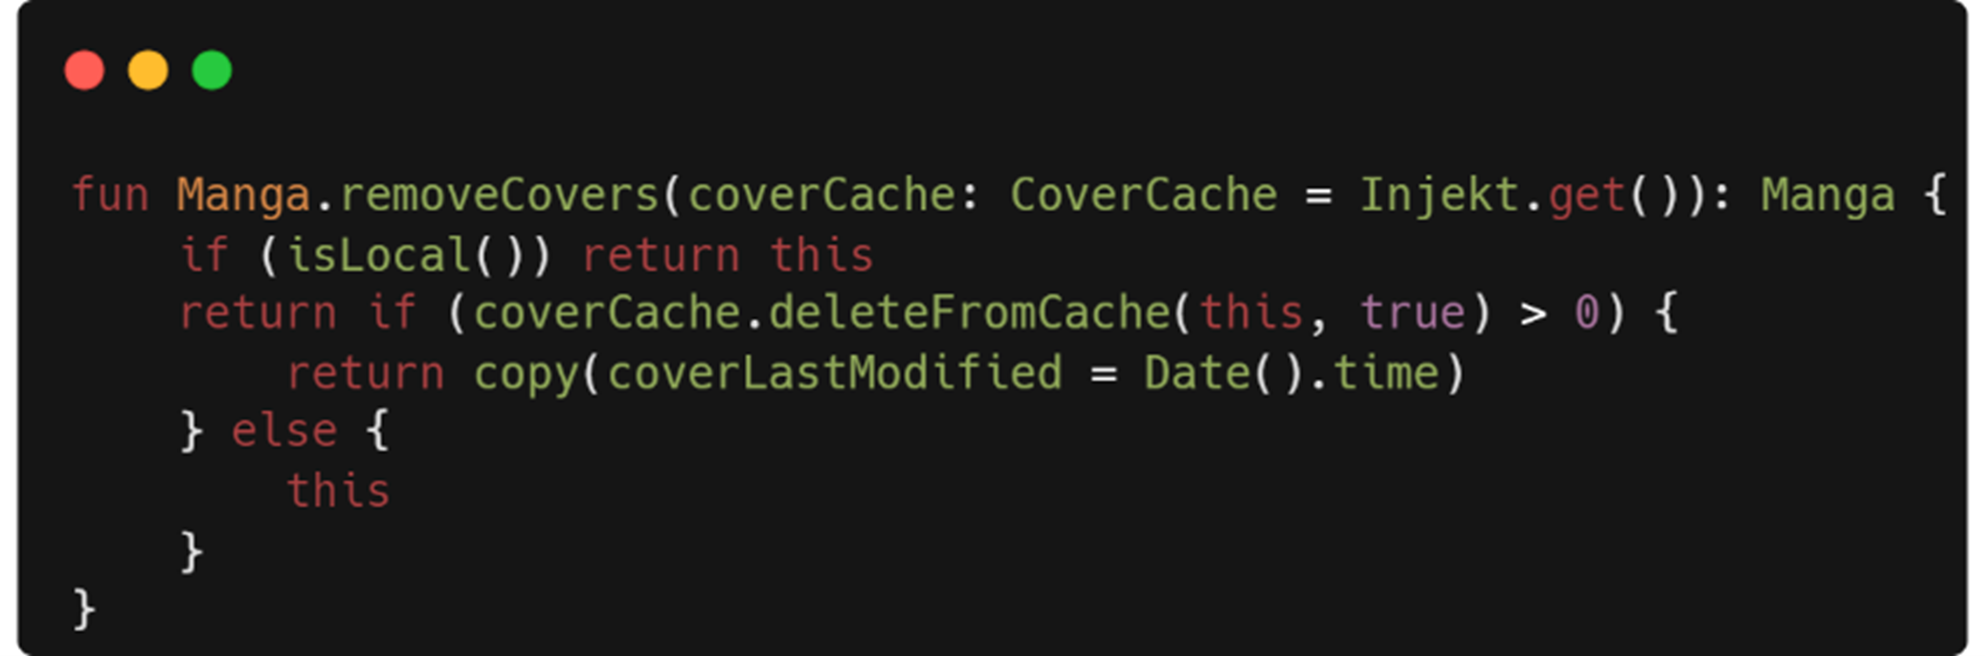 fun Manga.removeCovers(coverCache: CoverCache = Injekt.get()): Manga {
    if (isLocal()) return this
    return if (coverCache.deleteFromCache(this, true) > 0) {
        return copy(coverLastModified = Date().time)
    } else {
        this
    }
}